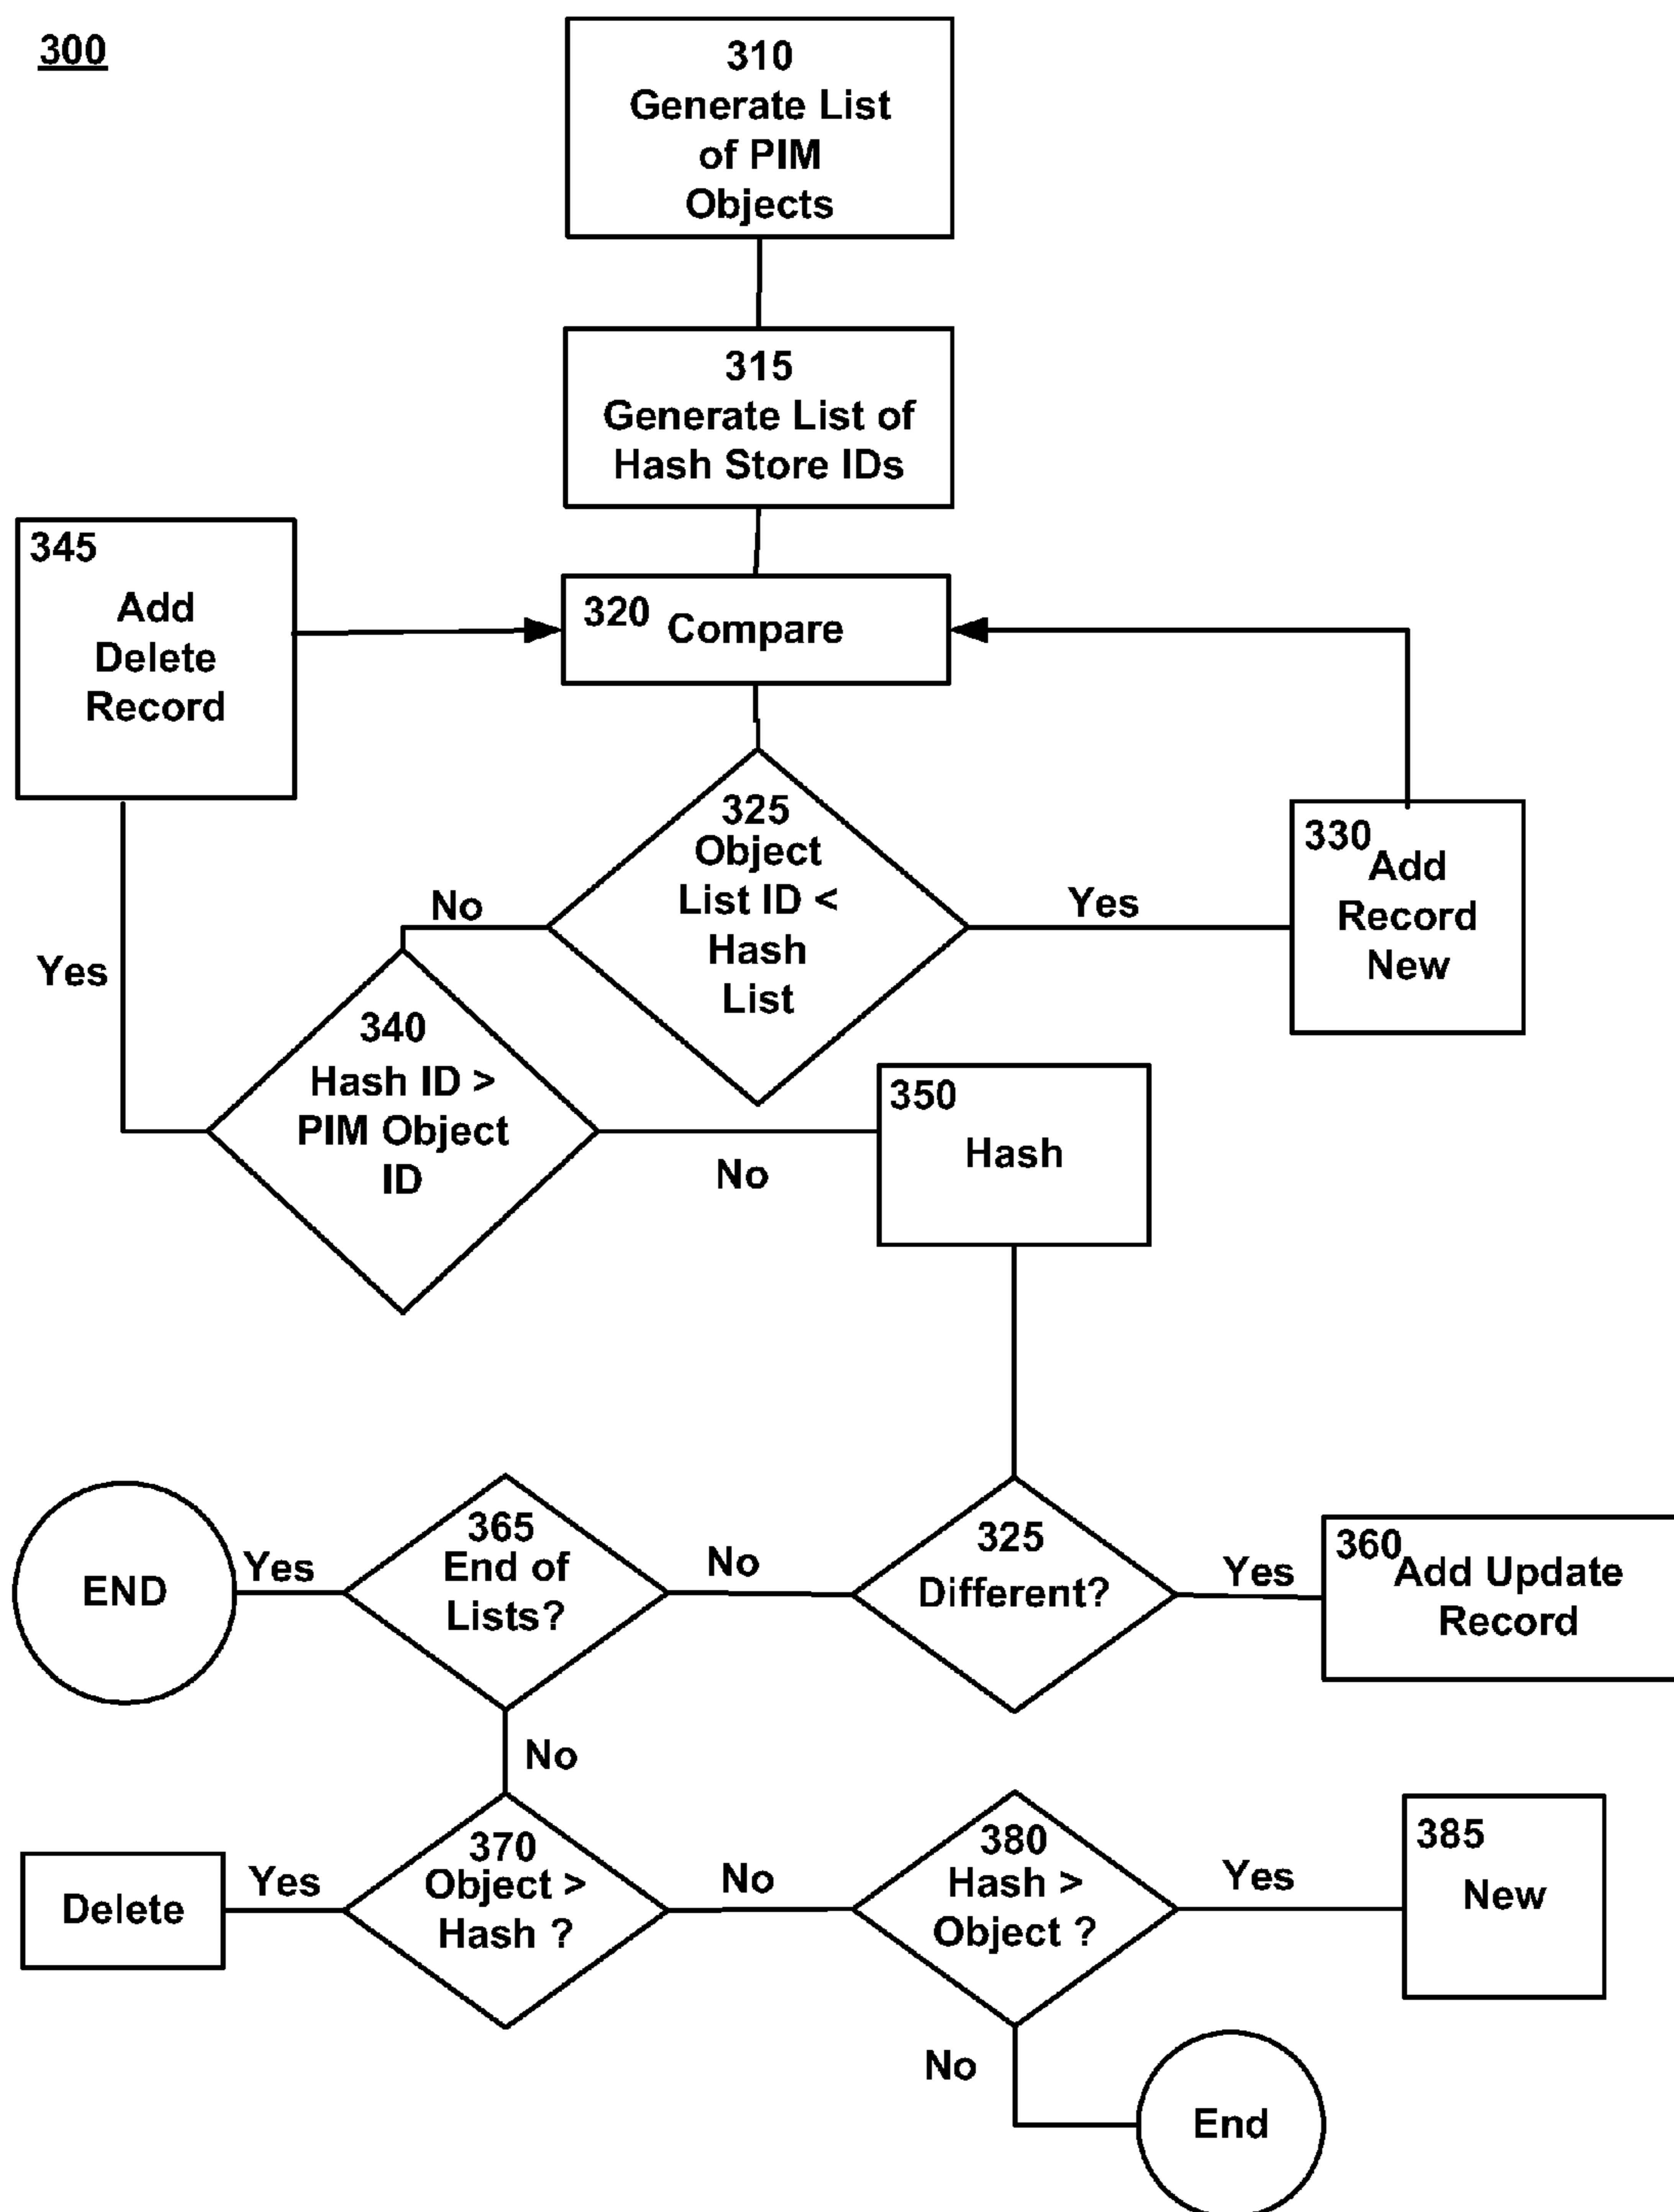 300
310
Generate List
of PIM
Objects
315
Generate List of
Hash Store IDs
345
Add
Delete
Record
320 Compare
325
Object
List ID <
Hash
List
No
Yes
330
Add
Record
New
Yes
340
Hash ID >
PIM Object
ID
No
350
Hash
END
Yes
365
End of
Lists?
No
325
Different?
Yes
360
Add Update
Record
No
Delete
Yes
370
Object >
Hash ?
No
380
Hash >
Object ?
Yes
385
New
No
End